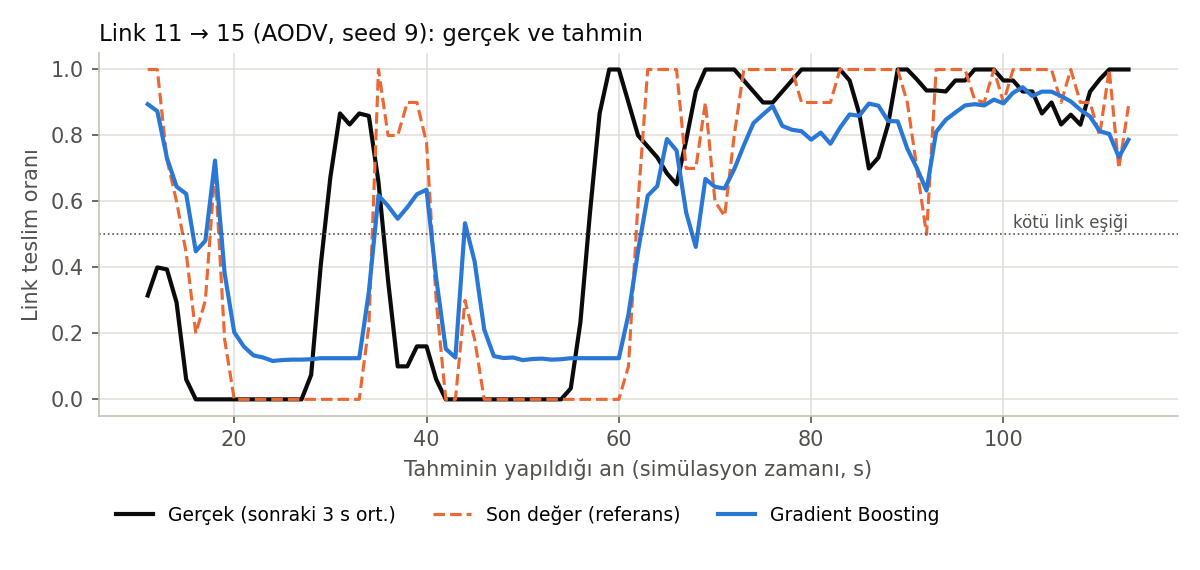 Link 11 → 15 (AODV, seed 9): gerçek ve tahmin
Link teslim oranı
1.0
0.8
0.6
0.4
0.2
0.0
kötü link eşiği
20
40
60
80
100
Tahminin yapıldığı an (simülasyon zamanı, s)
Gerçek (sonraki 3 s ort.)
Son değer (referans)
Gradient Boosting